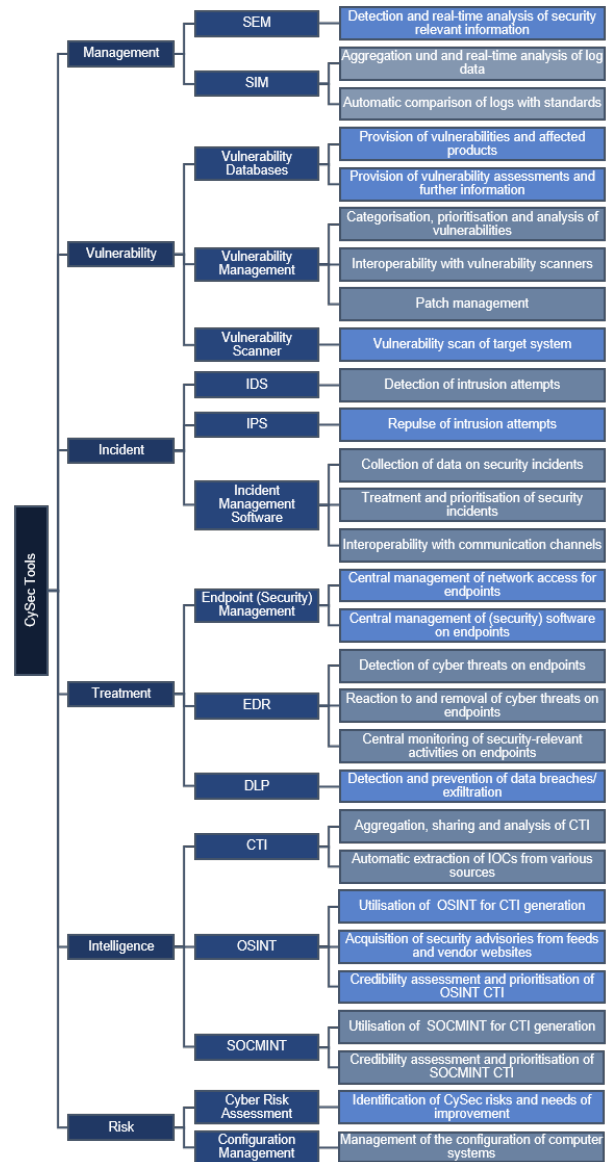 CySec Tools
Management
SEM
Detection and real-time analysis of security
relevant information
SIM
Aggregation und and real-time analysis of log
data
Automatic comparison of logs with standards
Vulnerability
Vulnerability
Databases
Provision of vulnerabilities and affected
products
Provision of vulnerability assessments and
further information
Vulnerability
Management
Categorisation, prioritisation and analysis of
vulnerabilities
Interoperability with vulnerability scanners
Patch management
Vulnerability
Scanner
Vulnerability scan of target system
Incident
IDS
Detection of intrusion attempts
IPS
Repulse of intrusion attempts
Incident
Management
Software
Collection of data on security incidents
Treatment and prioritisation of security
incidents
Interoperability with communication channels
Treatment
Endpoint (Security)
Management
Central management of network access for
endpoints
Central management of (security) software
on endpoints
EDR
Detection of cyber threats on endpoints
Reaction to and removal of cyber threats on
endpoints
Central monitoring of security-relevant
activities on endpoints
DLP
Detection and prevention of data breaches/
exfiltration
Intelligence
CTI
Aggregation, sharing and analysis of CTI
Automatic extraction of IOCs from various
sources
OSINT
Utilisation of OSINT for CTI generation
Acquisition of security advisories from feeds
and vendor websites
Credibility assessment and prioritisation of
OSINT CTI
SOCMINT
Utilisation of SOCMINT for CTI generation
Credibility assessment and prioritisation of
SOCMINT CTI
Risk
Cyber Risk
Assessment
Identification of CySec risks and needs of
improvement
Configuration
Management
Management of the configuration of computer
systems